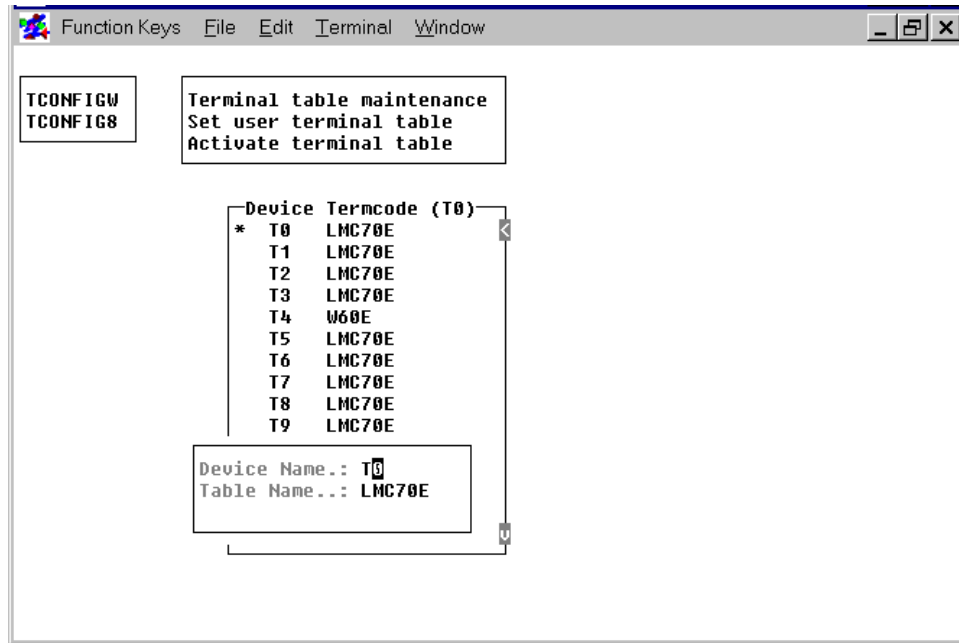 Function Keys File Edit Terminal Window
TCONFIGW
TCONFIG8
Terminal table maintenance
Set user terminal table
Activate terminal table
Device Termcode (T0)
* T0 LMC70E
T1 LMC70E
T2 LMC70E
T3 LMC70E
T4 W60E
T5 LMC70E
T6 LMC70E
T7 LMC70E
T8 LMC70E
T9 LMC70E
Device Name.: T0
Table Name..: LMC70E